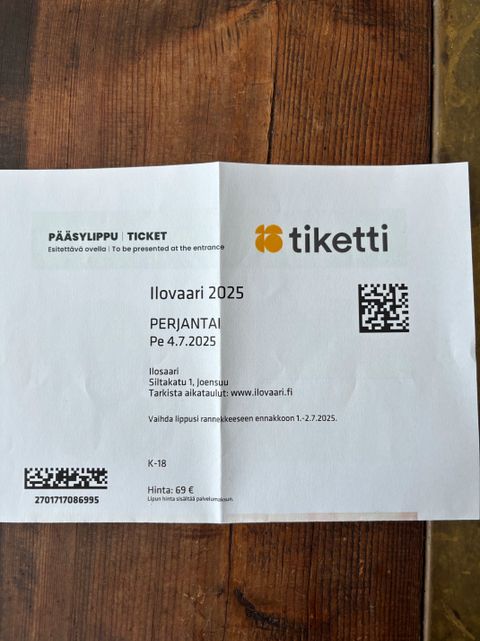 PÄÄSYLIPPU | TICKET
Esitettävä ovella | To be presented at the entrance
tiketti
Ilovaari 2025
PERJANTAI
Pe 4.7.2025
Ilosaari
Siltakatu 1, Joensuu
Tarkista aikataulut: www.ilovaari.fi
Vaihda lippusi rannekkeeseen ennakkoon 1.-2.7.2025.
K-18
2701717086995
Hinta: 69 €
Lipun hinta sisältää palvelumaksun.